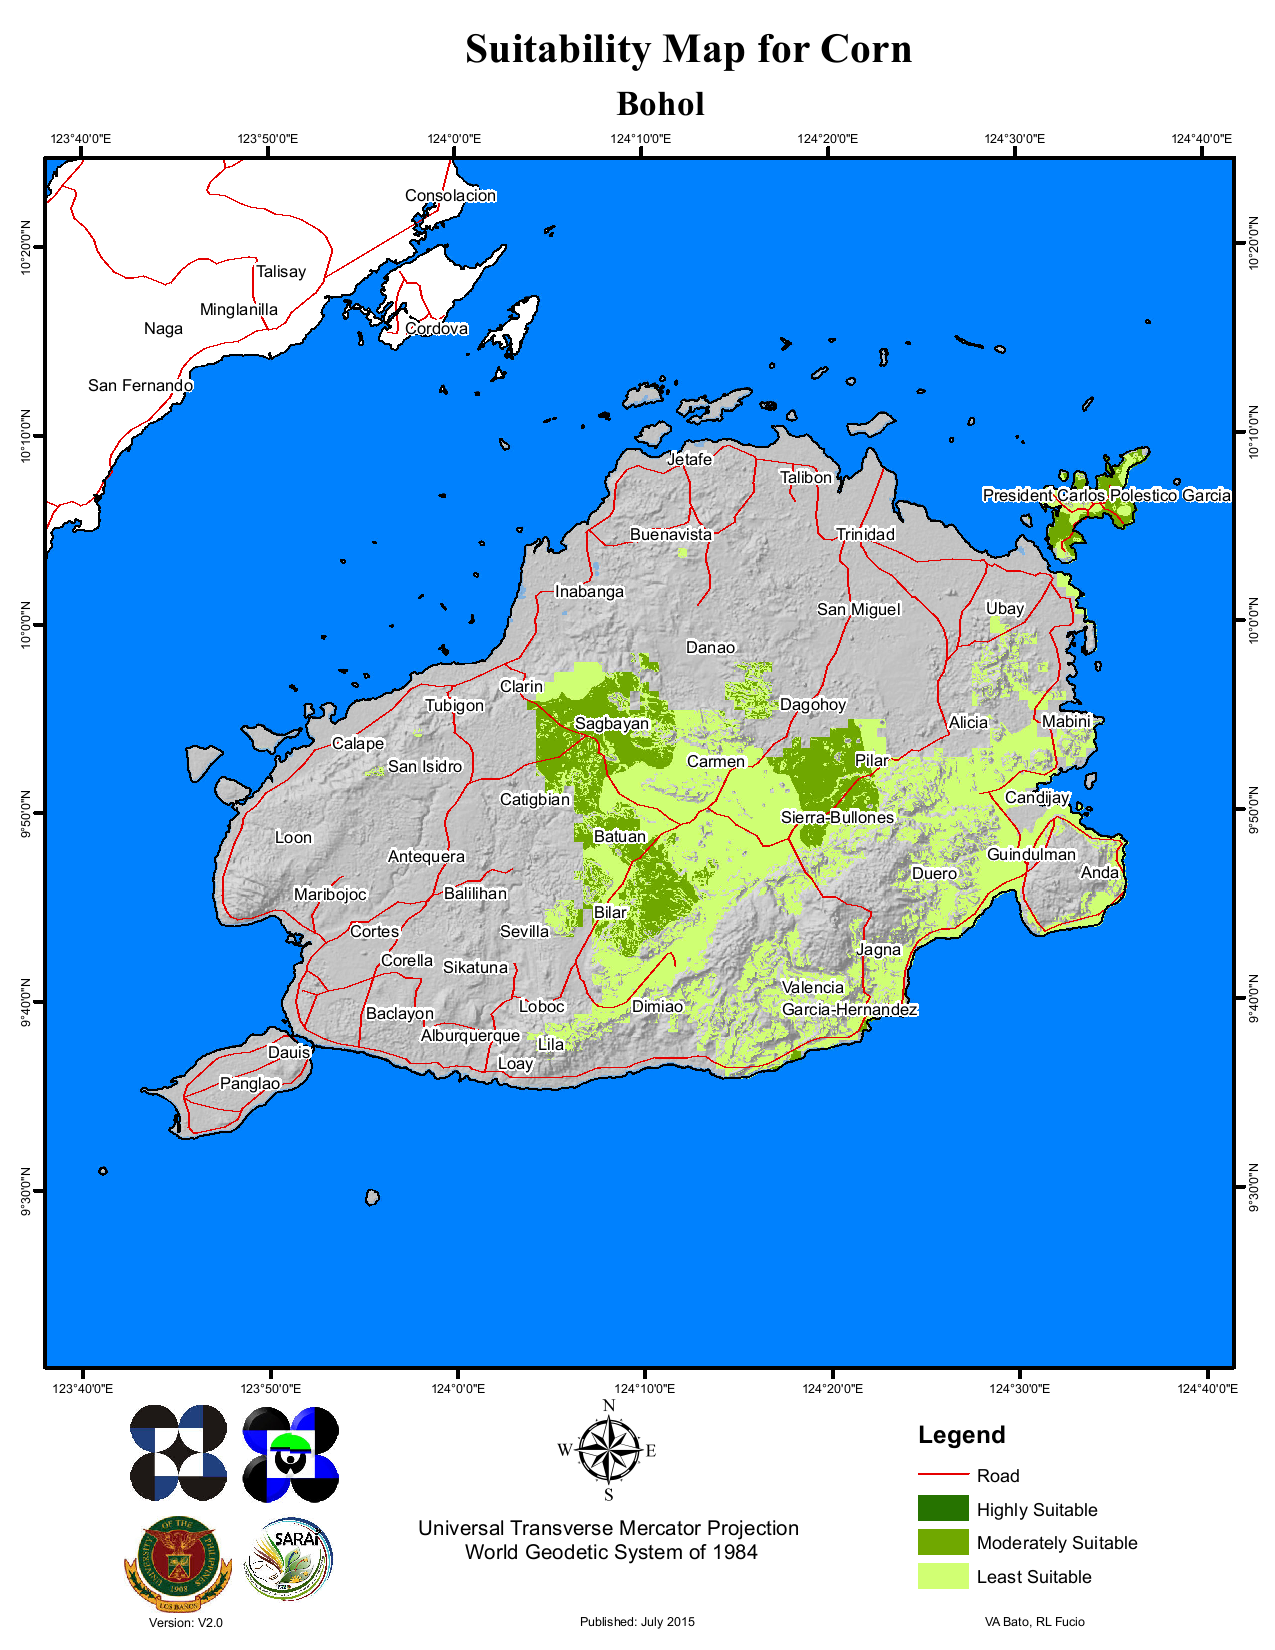 Suitability Map for Corn
Bohol
123°40'0"E 123°50'0"E 124°0'0"E 124°10'0"E 124°20'0"E 124°30'0"E 124°40'0"E
10°20'0"N
10°10'0"N
10°0'0"N
9°50'0"N
9°40'0"N
9°30'0"N
10°20'0"N
10°10'0"N
10°0'0"N
9°50'0"N
9°40'0"N
9°30'0"N
Consolacion
Talisay
Minglanilla
Naga
Cordova
San Fernando
Jetafe
Talibon
President Carlos Polestico Garcia
Buenavista
Trinidad
Inabanga
San Miguel
Ubay
Danao
Clarin
Tubigon
Dagohoy
Sagbayan
Alicia
Mabini
Calape
San Isidro
Carmen
Pilar
Catigbian
Candijay
Sierra-Bullones
Loon
Batuan
Antequera
Guindulman
Duero
Anda
Maribojoc
Balilihan
Bilar
Cortes
Sevilla
Jagna
Corella
Sikatuna
Valencia
Loboc
Dimiao
Garcia-Hernandez
Baclayon
Alburquerque
Lila
Dauis
Loay
Panglao
123°40'0"E 123°50'0"E 124°0'0"E 124°10'0"E 124°20'0"E 124°30'0"E 124°40'0"E
N
W E
S
Universal Transverse Mercator Projection
World Geodetic System of 1984
Legend
Road
Highly Suitable
Moderately Suitable
Least Suitable
UNIVERSITY OF THE PHILIPPINES
1908
LOS BAÑOS
SARAI
Version: V2.0
Published: July 2015
VA Bato, RL Fucio